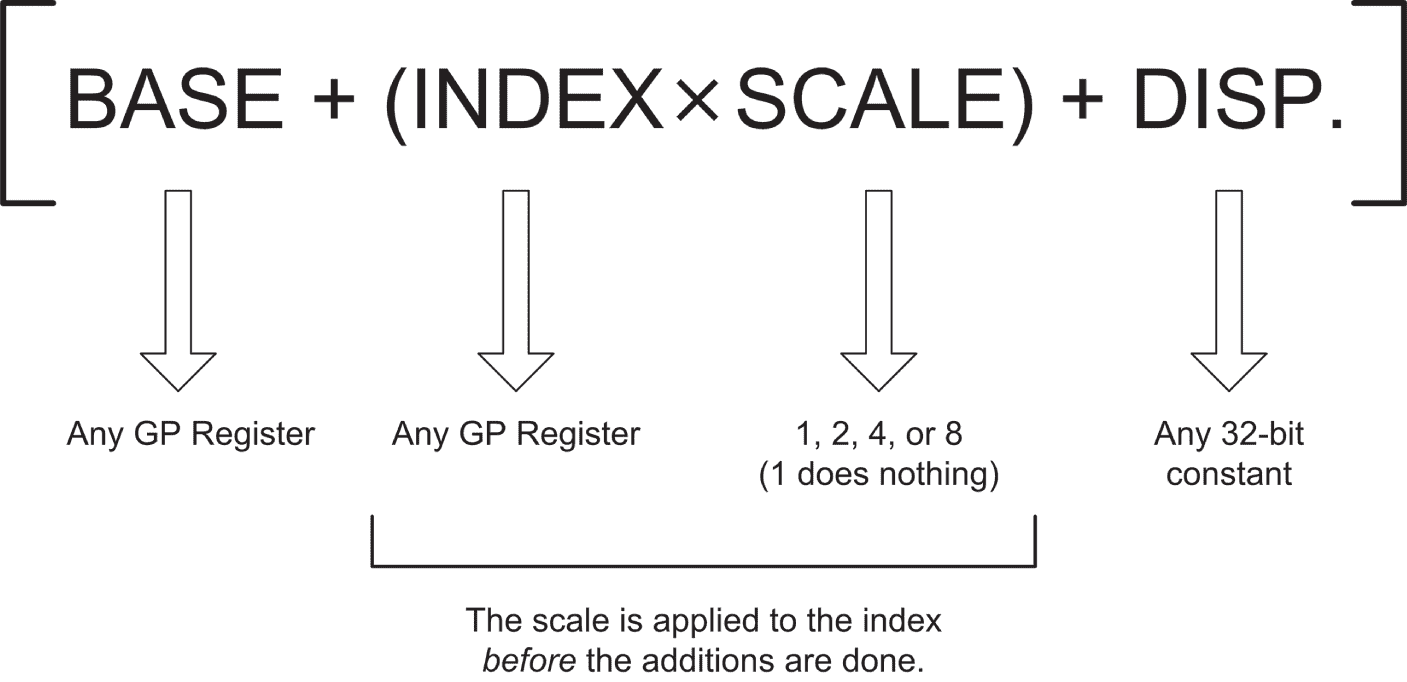 [BASE + (INDEX×SCALE) + DISP.]
Any GP Register
Any GP Register
1, 2, 4, or 8
(1 does nothing)
Any 32-bit
constant
The scale is applied to the index
before the additions are done.